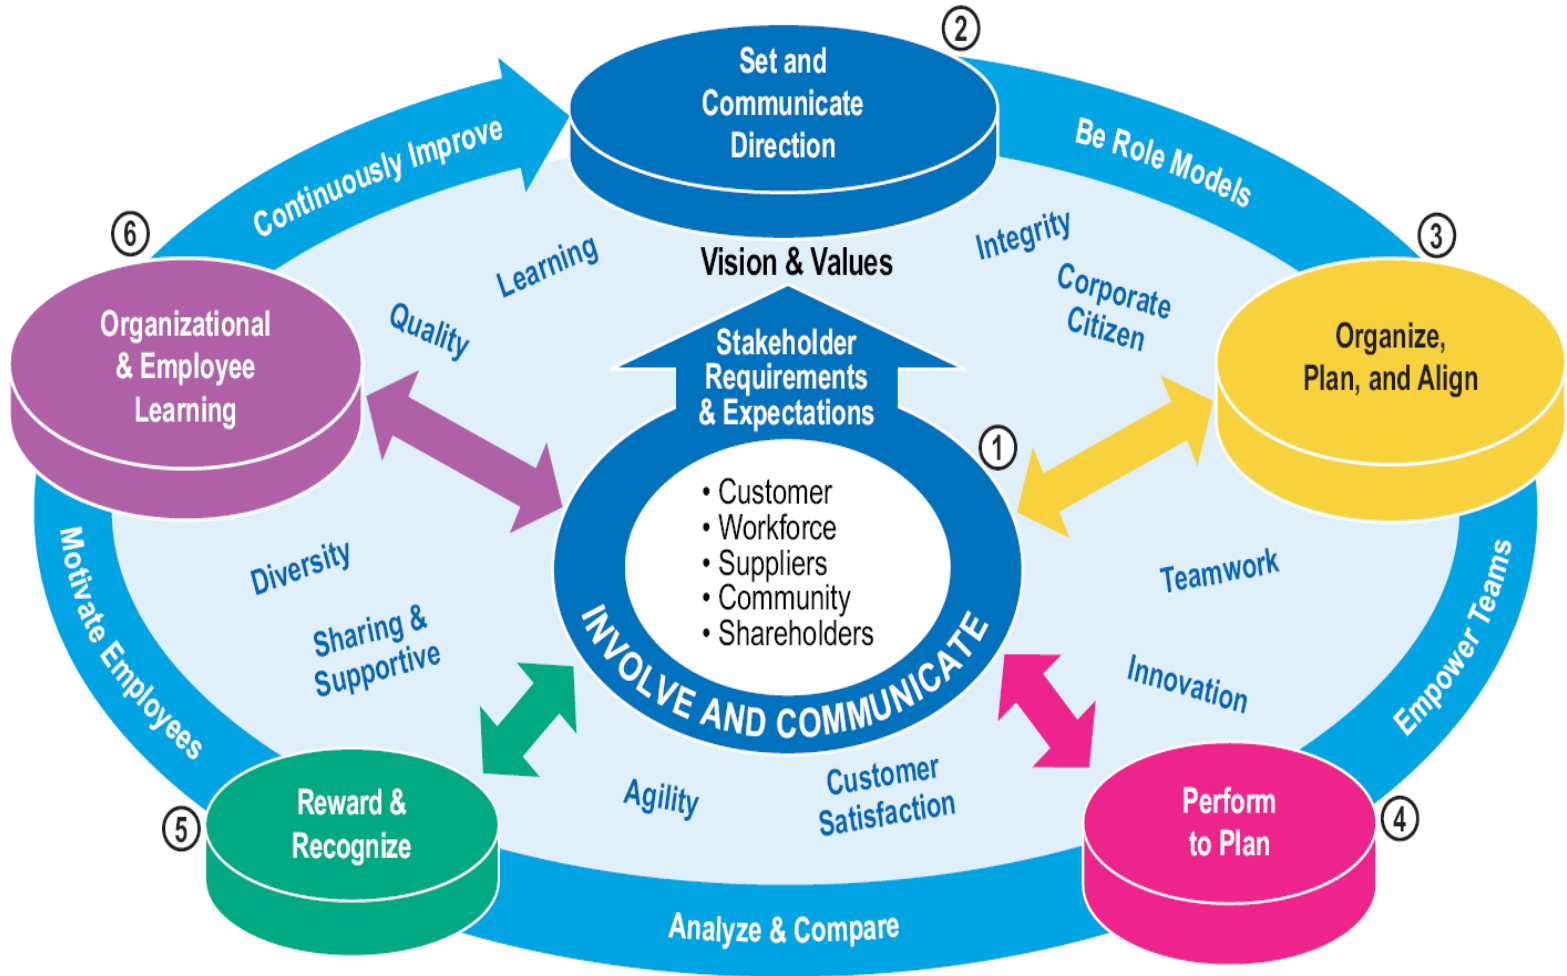 ②
Set and
Communicate
Direction
Be Role Models
Continuously Improve
⑥
③
Learning
Quality
Vision & Values
Integrity
Corporate
Citizen
Organizational
& Employee
Learning
Stakeholder
Requirements
& Expectations
Organize,
Plan, and Align
①
• Customer
• Workforce
• Suppliers
• Community
• Shareholders
INVOLVE AND COMMUNICATE
Motivate Employees
Diversity
Sharing &
Supportive
Teamwork
Innovation
Empower Teams
Agility
Customer
Satisfaction
⑤
Reward &
Recognize
Perform
to Plan
④
Analyze & Compare